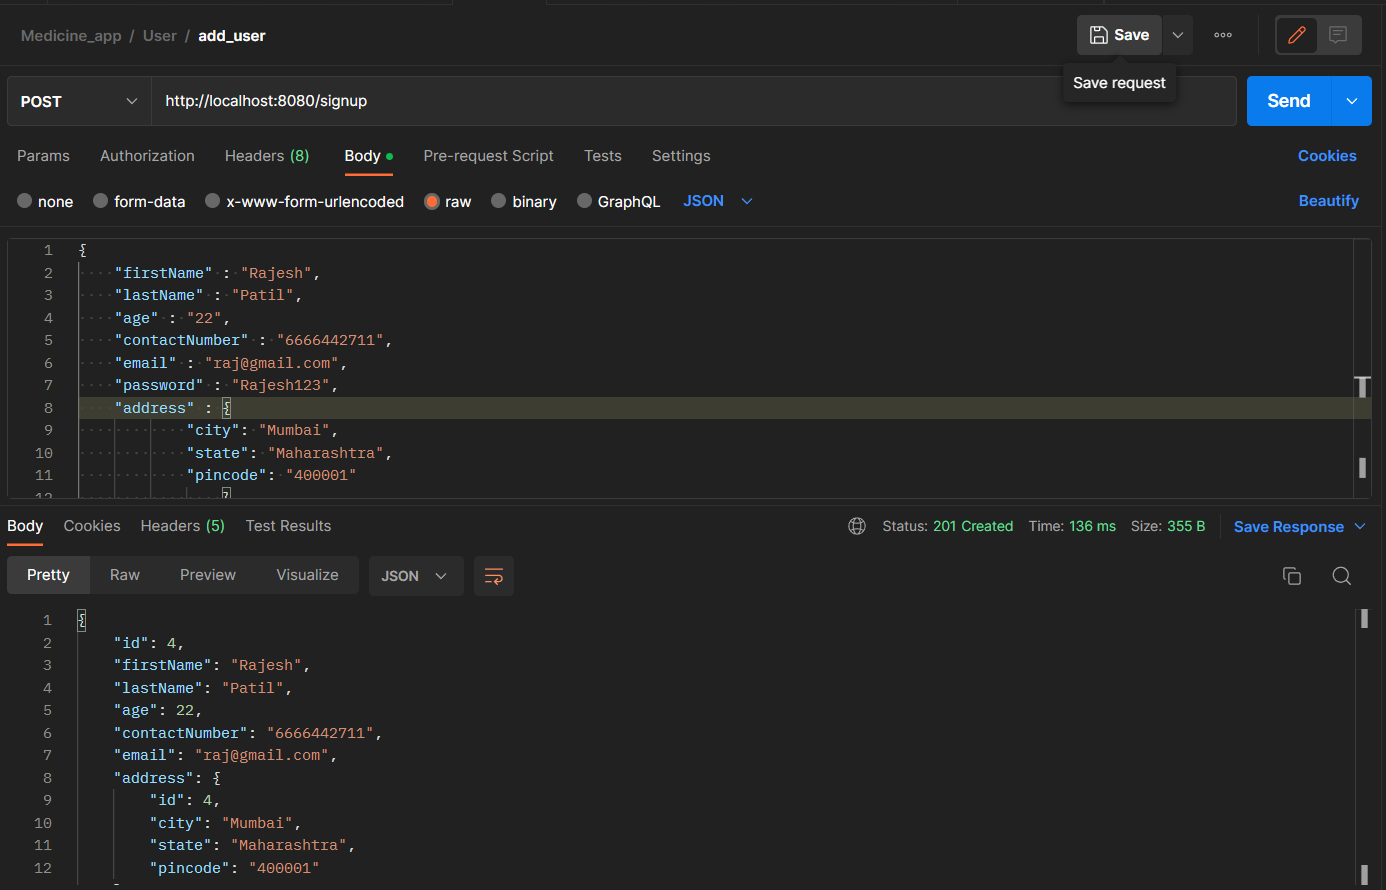 Medicine_app / User / add_user
Save
Save request
POST
http://localhost:8080/signup
Send
Params Authorization Headers (8) Body Pre-request Script Tests Settings Cookies
none form-data x-www-form-urlencoded raw binary GraphQL JSON Beautify
1 {
2 "firstName" : "Rajesh",
3 "lastName" : "Patil",
4 "age" : "22",
5 "contactNumber" : "6666442711",
6 "email" : "raj@gmail.com",
7 "password" : "Rajesh123",
8 "address" : {
9 "city": "Mumbai",
10 "state": "Maharashtra",
11 "pincode": "400001"
12 }
Body Cookies Headers (5) Test Results Status: 201 Created Time: 136 ms Size: 355 B Save Response
Pretty Raw Preview Visualize JSON
1 {
2 "id": 4,
3 "firstName": "Rajesh",
4 "lastName": "Patil",
5 "age": 22,
6 "contactNumber": "6666442711",
7 "email": "raj@gmail.com",
8 "address": {
9 "id": 4,
10 "city": "Mumbai",
11 "state": "Maharashtra",
12 "pincode": "400001"